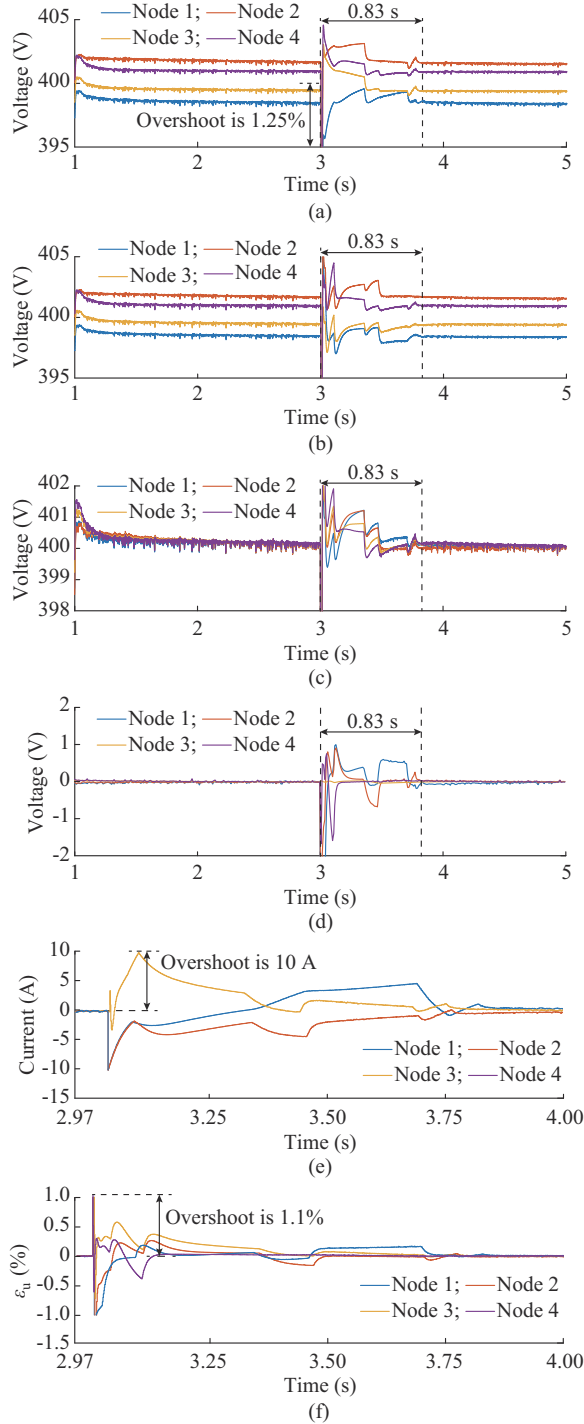 405
400
395
Voltage (V)
Node 1; Node 2
Node 3; Node 4
0.83 s
Overshoot is 1.25%
1 2 3 4 5
Time (s)
(a)
405
400
395
Voltage (V)
Node 1; Node 2
Node 3; Node 4
0.83 s
1 2 3 4 5
Time (s)
(b)
402
401
400
399
398
Voltage (V)
Node 1; Node 2
Node 3; Node 4
0.83 s
1 2 3 4 5
Time (s)
(c)
2
1
0
-1
-2
Voltage (V)
Node 1; Node 2
Node 3; Node 4
0.83 s
1 2 3 4 5
Time (s)
(d)
10
5
0
-5
-10
-15
Current (A)
Overshoot is 10 A
Node 1; Node 2
Node 3; Node 4
2.97 3.25 3.50 3.75 4.00
Time (s)
(e)
1.0
0.5
0
-0.5
-1.0
-1.5
εu (%)
Overshoot is 1.1%
Node 1; Node 2
Node 3; Node 4
2.97 3.25 3.50 3.75 4.00
Time (s)
(f)